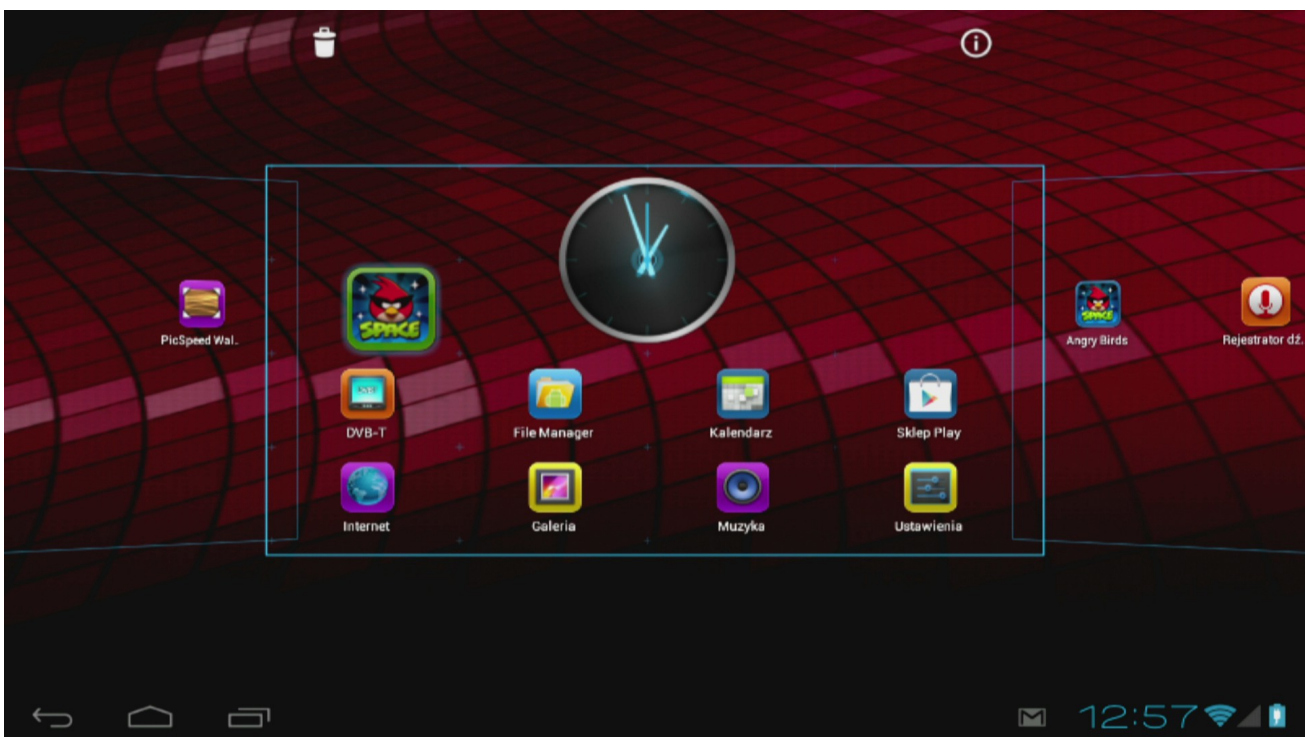 SPACE
PicSpeed Wal.
SPACE
Angry Birds
Rejestrator dź.
DVB-T
File Manager
Kalendarz
Sklep Play
Internet
Galeria
Muzyka
Ustawienia
12:57